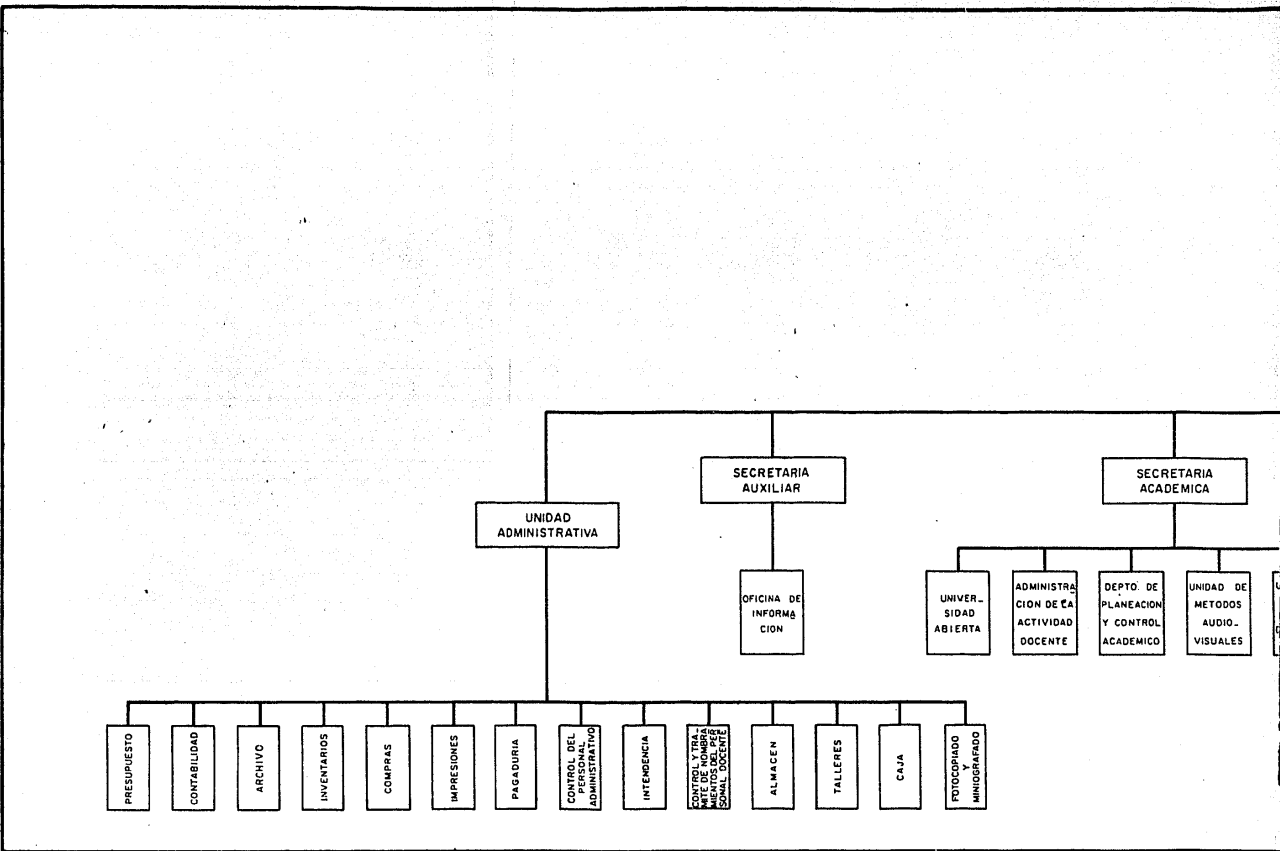 SECRETARIA
AUXILIAR
SECRETARIA
ACADEMICA
UNIDAD
ADMINISTRATIVA
OFICINA DE
INFORMA
CION
UNIVER_
SIDAD
ABIERTA
ADMINISTRA
CION DE LA
ACTIVIDAD
DOCENTE
DEPTO. DE
PLANEACION
Y CONTROL
ACADEMICO
UNIDAD DE
METODOS
AUDIO_
VISUALES
PRESUPUESTO
CONTABILIDAD
ARCHIVO
INVENTARIOS
COMPRAS
IMPRESIONES
PAGADURIA
CONTROL DEL
PERSONAL
ADMINISTRATIVO
INTENDENCIA
CONTROL Y TRA_
MITE DE NOMBRA
MIENTOS DEL PER
SONAL DOCENTE
ALMACEN
TALLERES
CAJA
FOTOCOPIADO
Y
MINIOGRAFADO